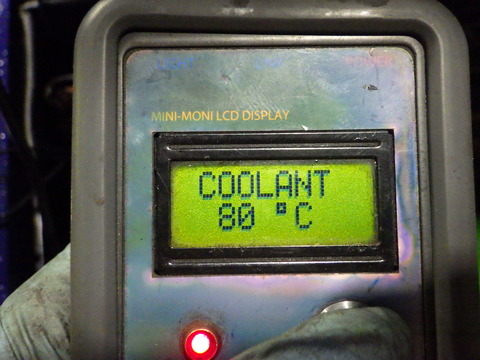 MINI-MONI LCD DISPLAY
COOLANT
80 °C